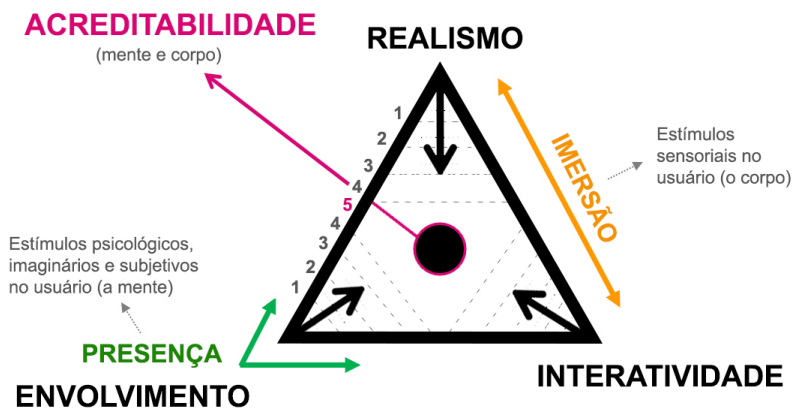 ACREDITABILIDADE
(mente e corpo)
REALISMO
1
2
3
4
5
4
3
2
1
IMERSÃO
Estímulos
sensoriais no
usuário (o corpo)
Estímulos psicológicos,
imaginários e subjetivos
no usuário (a mente)
PRESENÇA
ENVOLVIMENTO
INTERATIVIDADE